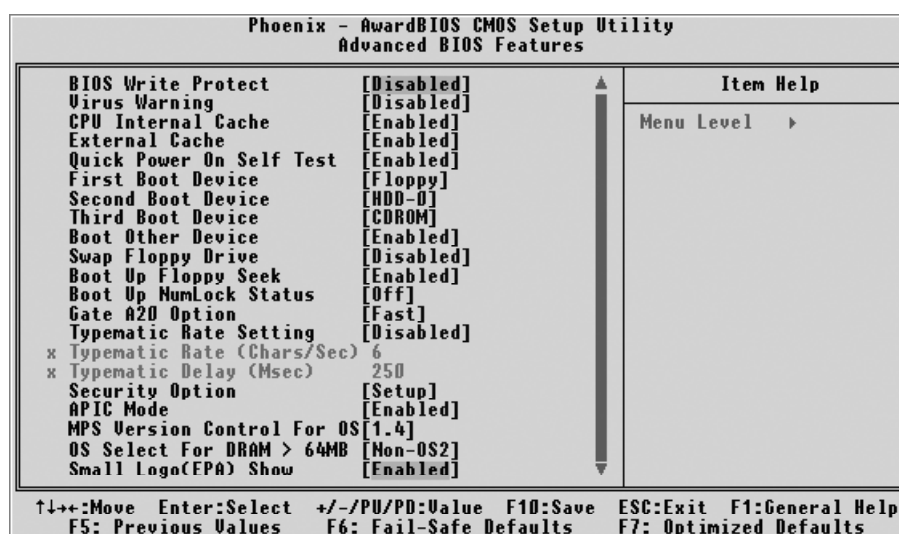 Phoenix - AwardBIOS CMOS Setup Utility
Advanced BIOS Features
BIOS Write Protect [Disabled]
Virus Warning [Disabled]
CPU Internal Cache [Enabled]
External Cache [Enabled]
Quick Power On Self Test [Enabled]
First Boot Device [Floppy]
Second Boot Device [HDD-0]
Third Boot Device [CDROM]
Boot Other Device [Enabled]
Swap Floppy Drive [Disabled]
Boot Up Floppy Seek [Enabled]
Boot Up NumLock Status [Off]
Gate A20 Option [Fast]
Typematic Rate Setting [Disabled]
x Typematic Rate (Chars/Sec) 6
x Typematic Delay (Msec) 250
Security Option [Setup]
APIC Mode [Enabled]
MPS Version Control For OS[1.4]
OS Select For DRAM > 64MB [Non-OS2]
Small Logo(EPA) Show [Enabled]
Item Help
Menu Level ▸
↑↓→←:Move Enter:Select +/-/PU/PD:Value F10:Save ESC:Exit F1:General Help
F5: Previous Values F6: Fail-Safe Defaults F7: Optimized Defaults